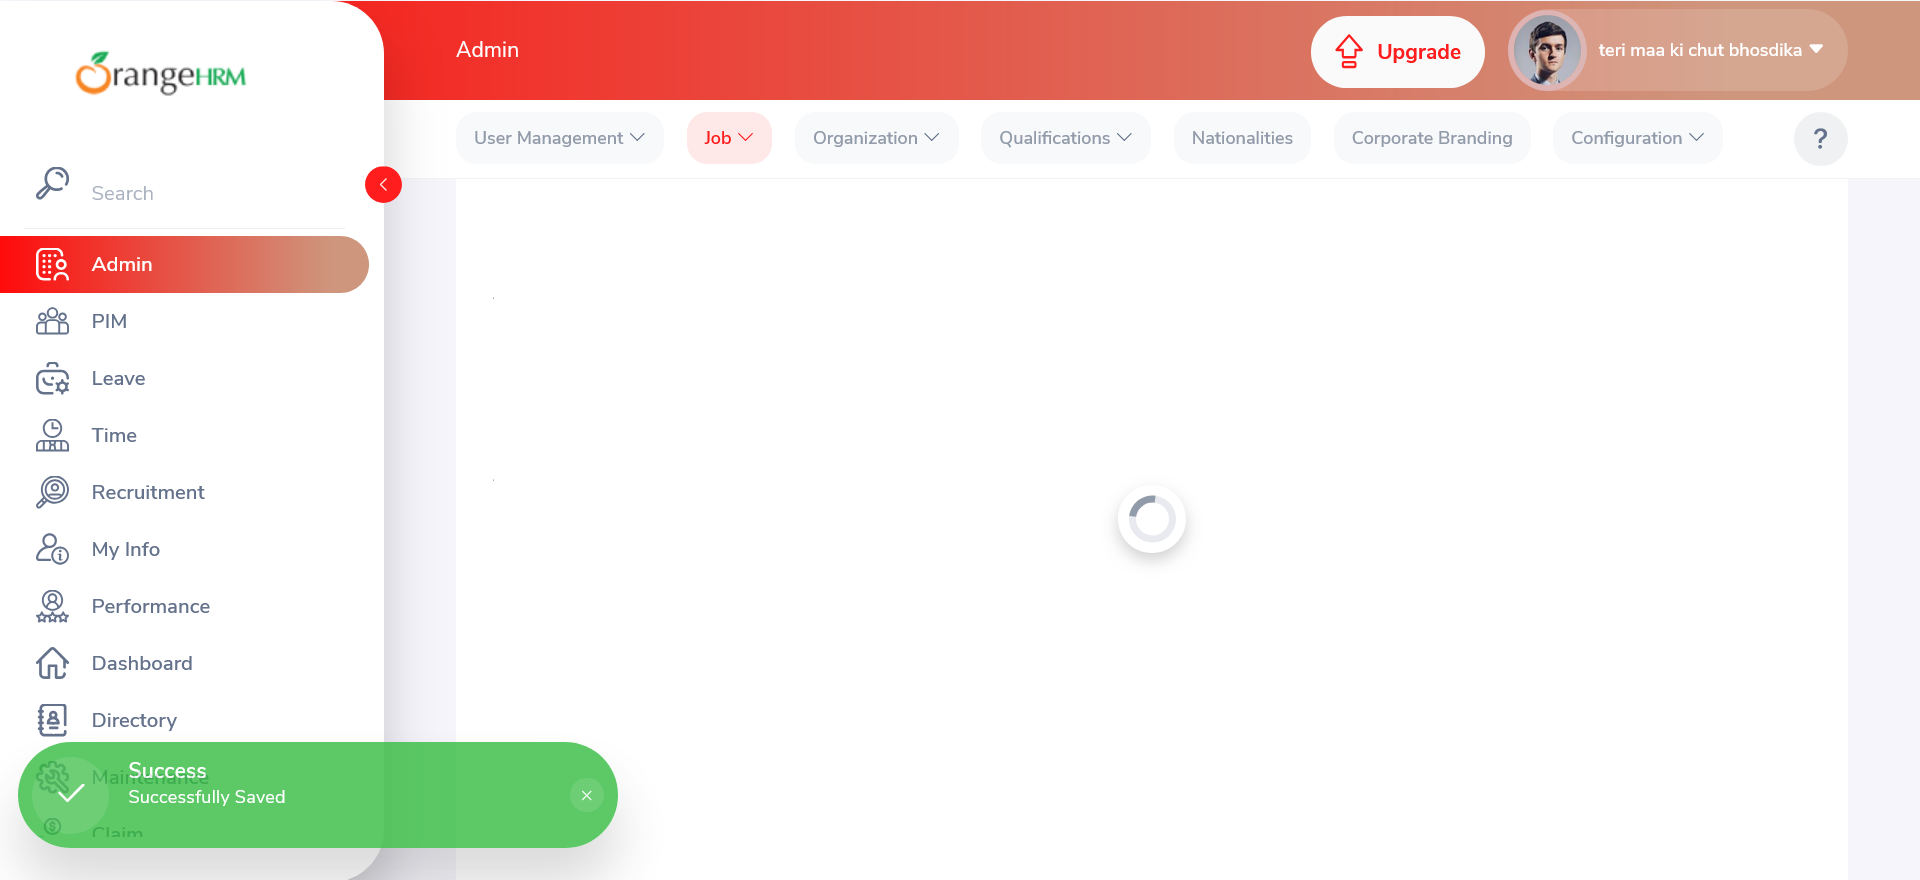 OrangeHRM
Admin
Upgrade
teri maa ki chut bhosdika
User Management
Job
Organization
Qualifications
Nationalities
Corporate Branding
Configuration
?
Search
Admin
PIM
Leave
Time
Recruitment
My Info
Performance
Dashboard
Directory
Maintenance
Success
Successfully Saved
Claim